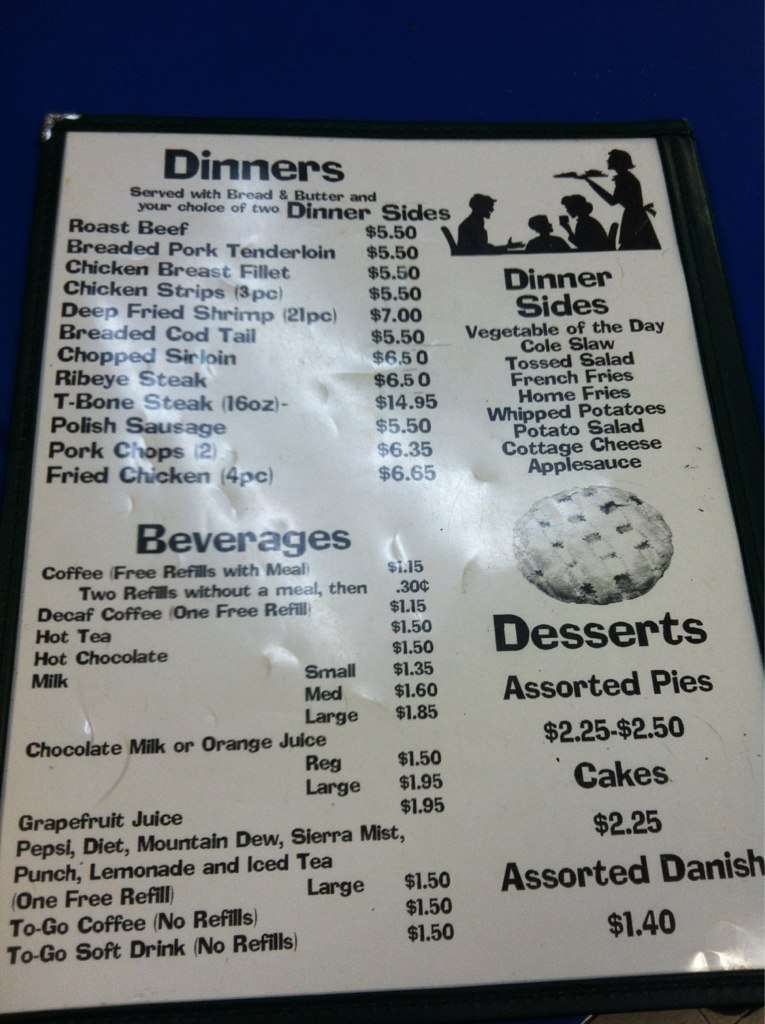 Dinners
Served with Bread & Butter and
your choice of two Dinner Sides
Roast Beef $5.50
Breaded Pork Tenderloin $5.50
Chicken Breast Fillet $5.50
Chicken Strips (3pc) $5.50
Deep Fried Shrimp (21pc) $7.00
Breaded Cod Tail $5.50
Chopped Sirloin $6.50
Ribeye Steak $6.50
T-Bone Steak (16oz)- $14.95
Polish Sausage $5.50
Pork Chops (2) $6.35
Fried Chicken (4pc) $6.65
Beverages
Coffee (Free Refills with Meal) $1.15
Two Refills without a meal, then .30¢
Decaf Coffee (One Free Refill) $1.15
Hot Tea $1.50
Hot Chocolate $1.50
Milk Small $1.35
Med $1.60
Large $1.85
Chocolate Milk or Orange Juice
Reg $1.50
Large $1.95
Grapefruit Juice $1.95
Pepsi, Diet, Mountain Dew, Sierra Mist,
Punch, Lemonade and Iced Tea
(One Free Refill) Large $1.50
To-Go Coffee (No Refills) $1.50
To-Go Soft Drink (No Refills) $1.50
Dinner
Sides
Vegetable of the Day
Cole Slaw
Tossed Salad
French Fries
Home Fries
Whipped Potatoes
Potato Salad
Cottage Cheese
Applesauce
Desserts
Assorted Pies
$2.25-$2.50
Cakes
$2.25
Assorted Danish
$1.40